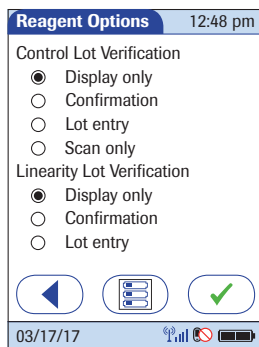 Reagent Options 12:48 pm
Control Lot Verification
Display only
Confirmation
Lot entry
Scan only
Linearity Lot Verification
Display only
Confirmation
Lot entry
03/17/17